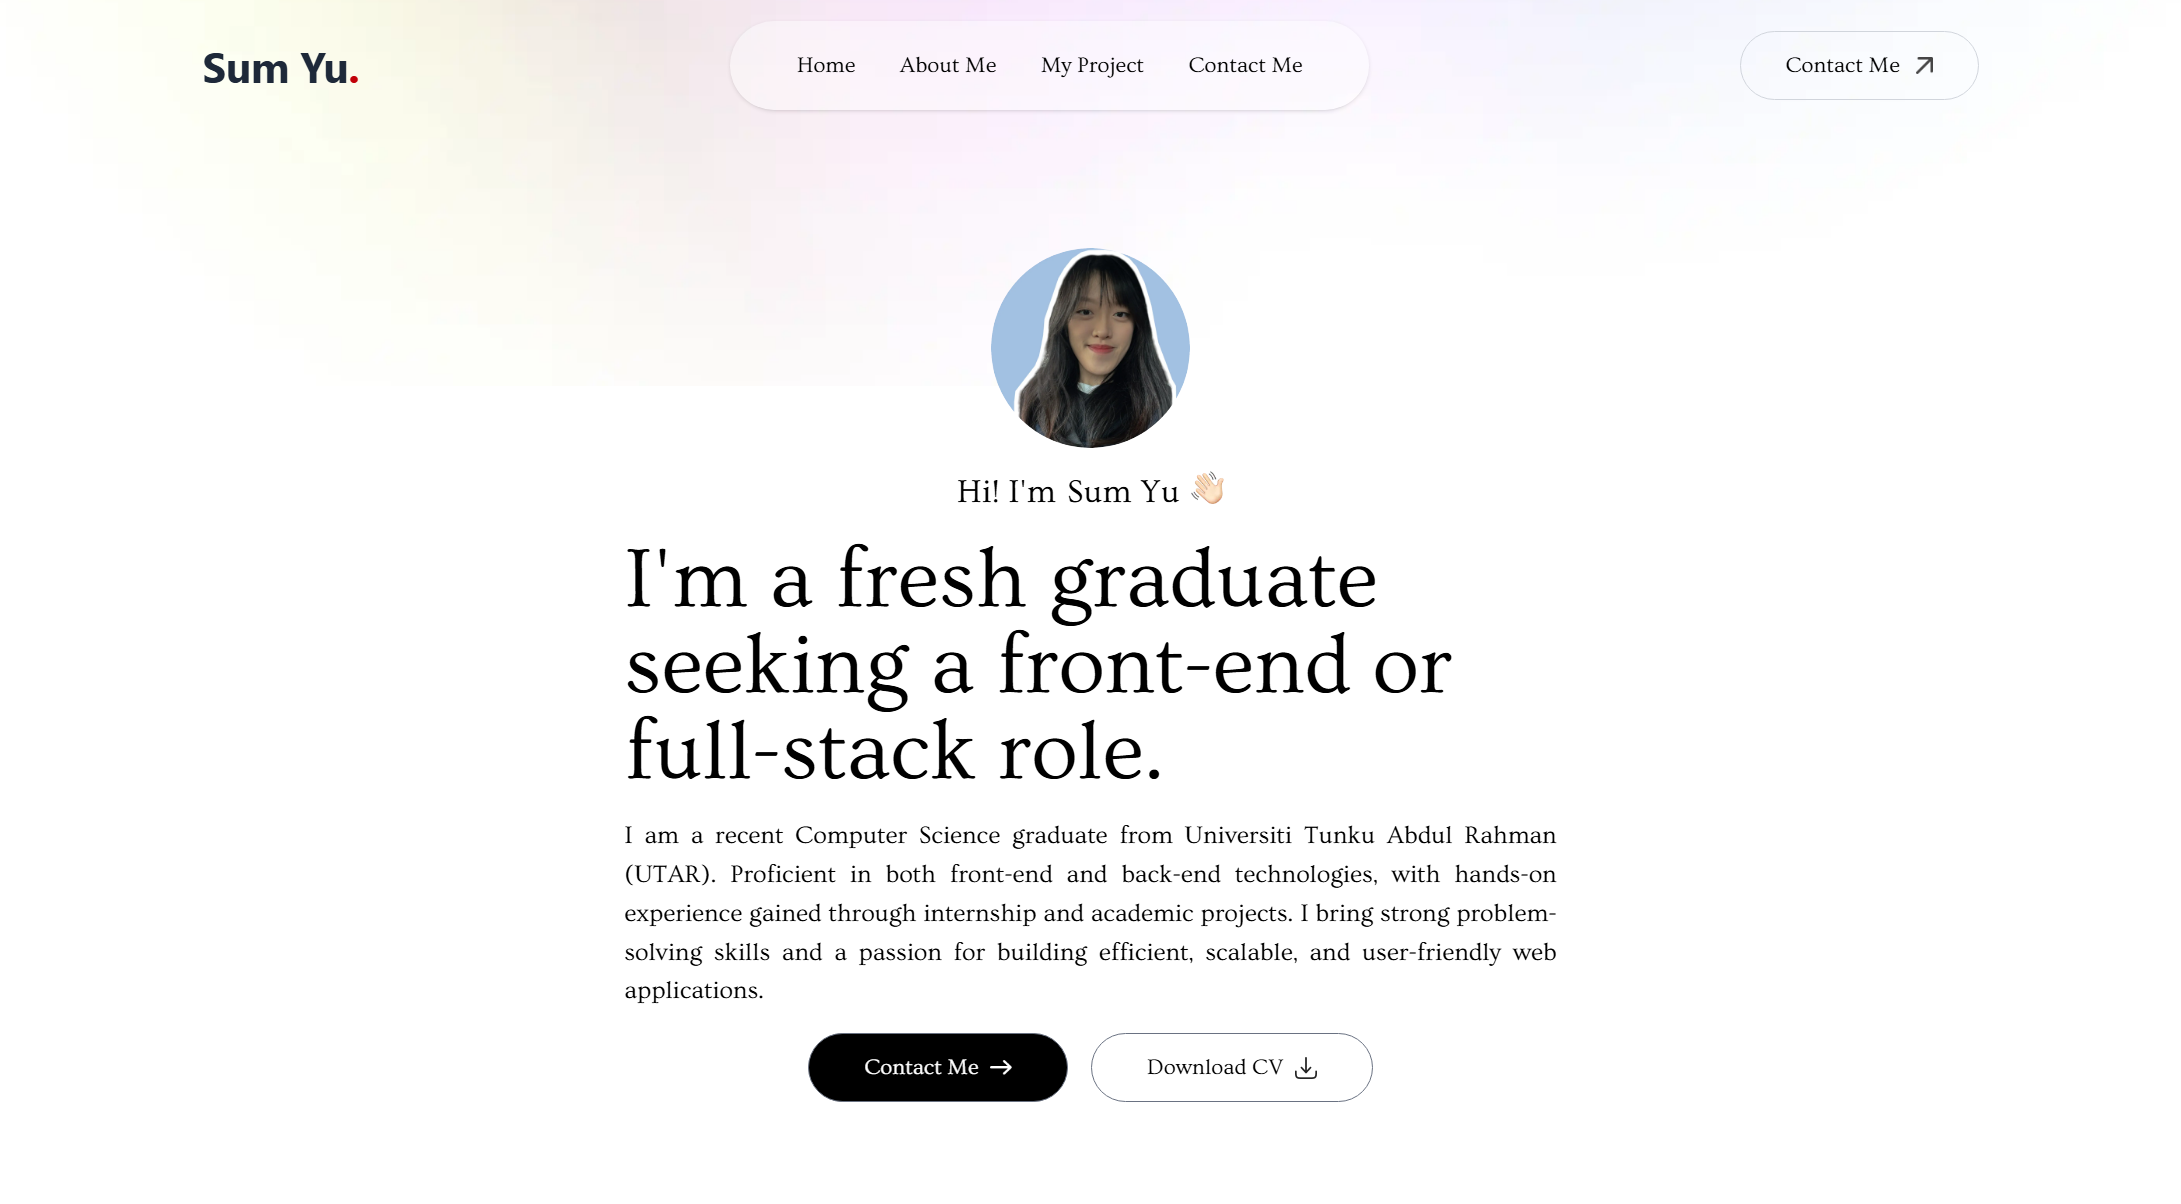 Sum Yu.
Home About Me My Project Contact Me
Contact Me
Hi! I'm Sum Yu 👋🏻
I'm a fresh graduate
seeking a front-end or
full-stack role.
I am a recent Computer Science graduate from Universiti Tunku Abdul Rahman
(UTAR). Proficient in both front-end and back-end technologies, with hands-on
experience gained through internship and academic projects. I bring strong problem-
solving skills and a passion for building efficient, scalable, and user-friendly web
applications.
Contact Me
Download CV